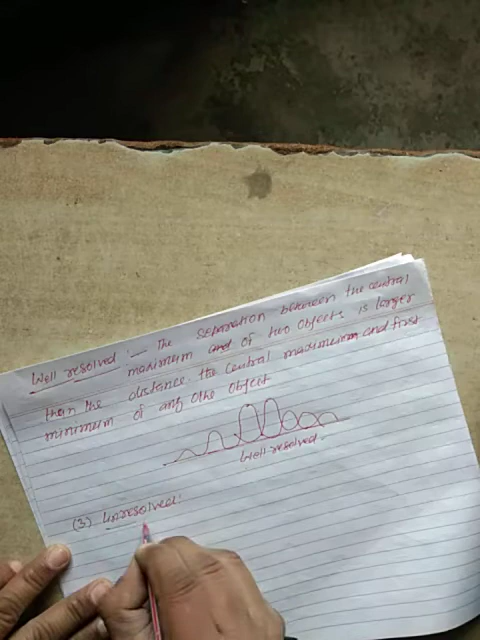 Well resolved :— The separation between the central
maximum and of two objects is larger
than the distance the central maximum and first
minimum of any othe object
Well resolved.
(3) Unresolved: